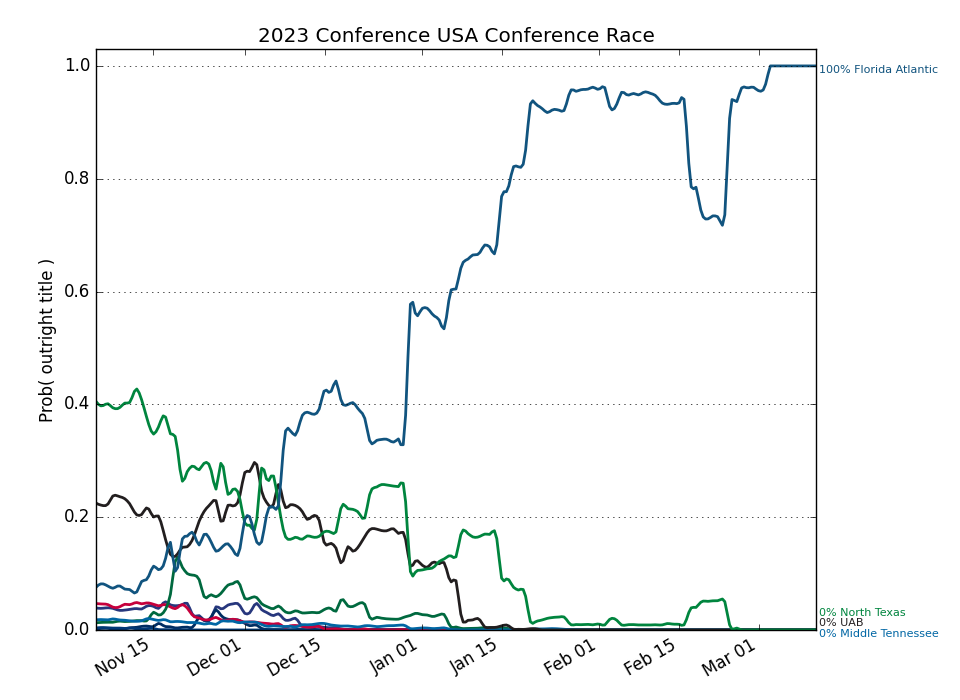 2023 Conference USA Conference Race
Prob( outright title )
1.0
0.8
0.6
0.4
0.2
0.0
Nov 15
Dec 01
Dec 15
Jan 01
Jan 15
Feb 01
Feb 15
Mar 01
100% Florida Atlantic
0% North Texas
0% UAB
0% Middle Tennessee